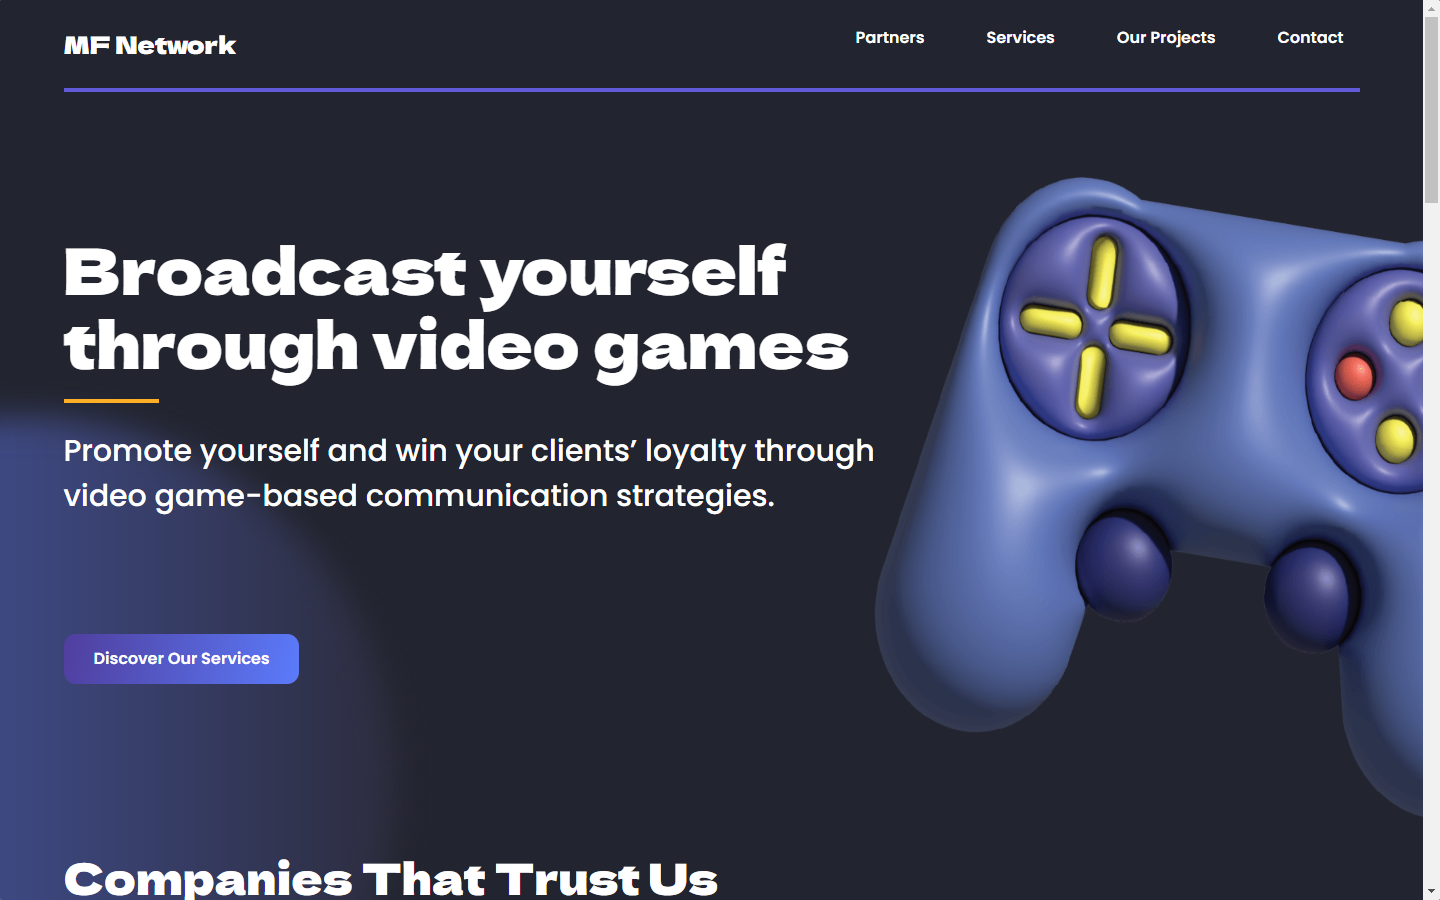 MF Network
Partners
Services
Our Projects
Contact
Broadcast yourself
through video games
Promote yourself and win your clients’ loyalty through
video game-based communication strategies.
Discover Our Services
Companies That Trust Us